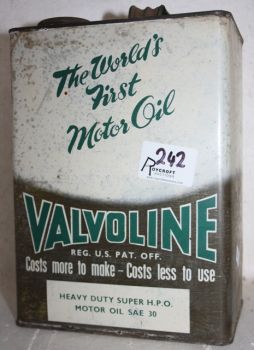 The World's
First
Motor Oil
242
ROYCROFT
VALVOLINE
REG. U.S. PAT. OFF.
Costs more to make – Costs less to use
HEAVY DUTY SUPER H.P.O.
MOTOR OIL SAE 30